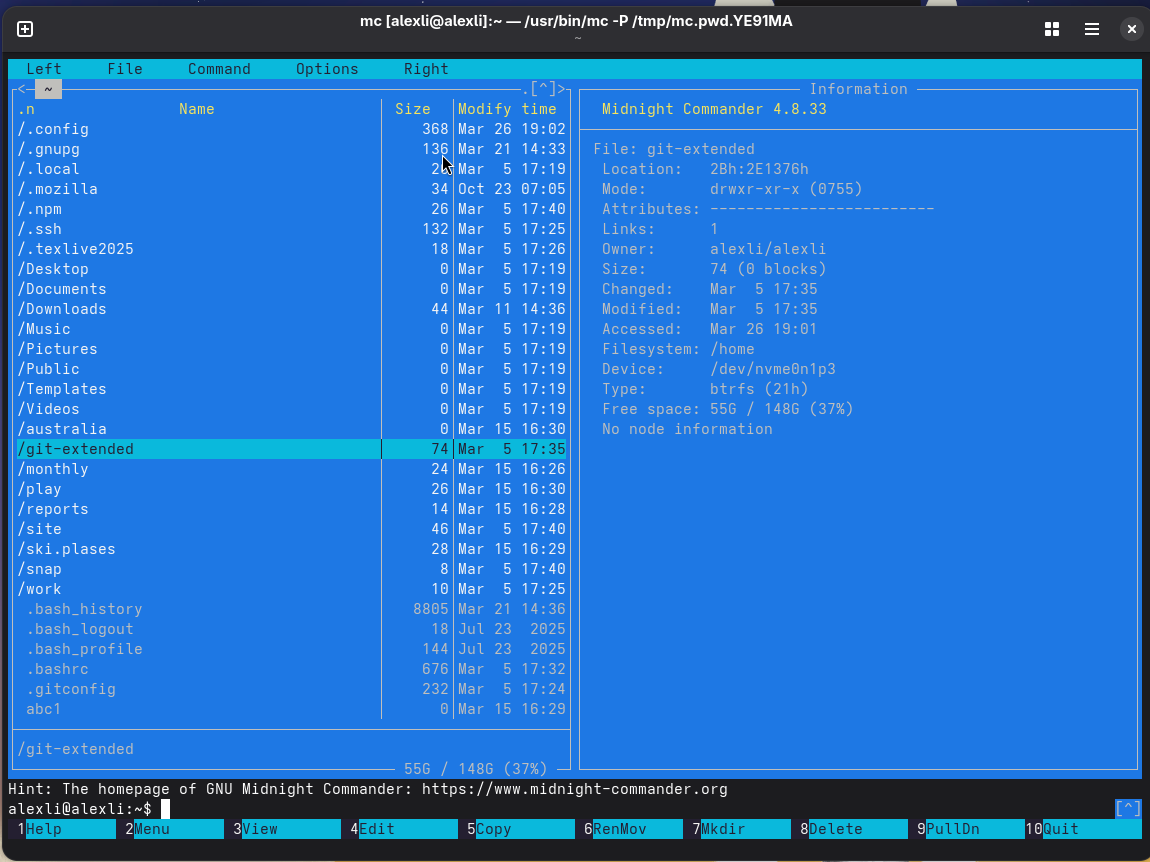 mc [alexli@alexli]:~ — /usr/bin/mc -P /tmp/mc.pwd.YE91MA
~
Left File Command Options Right
<─ ~ .[^]>
.n Name Size Modify time
/.config 368 Mar 26 19:02
/.gnupg 136 Mar 21 14:33
/.local Mar 5 17:19
/.mozilla 34 Oct 23 07:05
/.npm 26 Mar 5 17:40
/.ssh 132 Mar 5 17:25
/.texlive2025 18 Mar 5 17:26
/Desktop 0 Mar 5 17:19
/Documents 0 Mar 5 17:19
/Downloads 44 Mar 11 14:36
/Music 0 Mar 5 17:19
/Pictures 0 Mar 5 17:19
/Public 0 Mar 5 17:19
/Templates 0 Mar 5 17:19
/Videos 0 Mar 5 17:19
/australia 0 Mar 15 16:30
/git-extended 74 Mar 5 17:35
/monthly 24 Mar 15 16:26
/play 26 Mar 15 16:30
/reports 14 Mar 15 16:28
/site 46 Mar 5 17:40
/ski.plases 28 Mar 15 16:29
/snap 8 Mar 5 17:40
/work 10 Mar 5 17:25
.bash_history 8805 Mar 21 14:36
.bash_logout 18 Jul 23 2025
.bash_profile 144 Jul 23 2025
.bashrc 676 Mar 5 17:32
.gitconfig 232 Mar 5 17:24
abc1 0 Mar 15 16:29
/git-extended
55G / 148G (37%)
Information
Midnight Commander 4.8.33
File: git-extended
Location: 2Bh:2E1376h
Mode: drwxr-xr-x (0755)
Attributes: -------------------------
Links: 1
Owner: alexli/alexli
Size: 74 (0 blocks)
Changed: Mar 5 17:35
Modified: Mar 5 17:35
Accessed: Mar 26 19:01
Filesystem: /home
Device: /dev/nvme0n1p3
Type: btrfs (21h)
Free space: 55G / 148G (37%)
No node information
Hint: The homepage of GNU Midnight Commander: https://www.midnight-commander.org
alexli@alexli:~$ [^]
1Help 2Menu 3View 4Edit 5Copy 6RenMov 7Mkdir 8Delete 9PullDn 10Quit